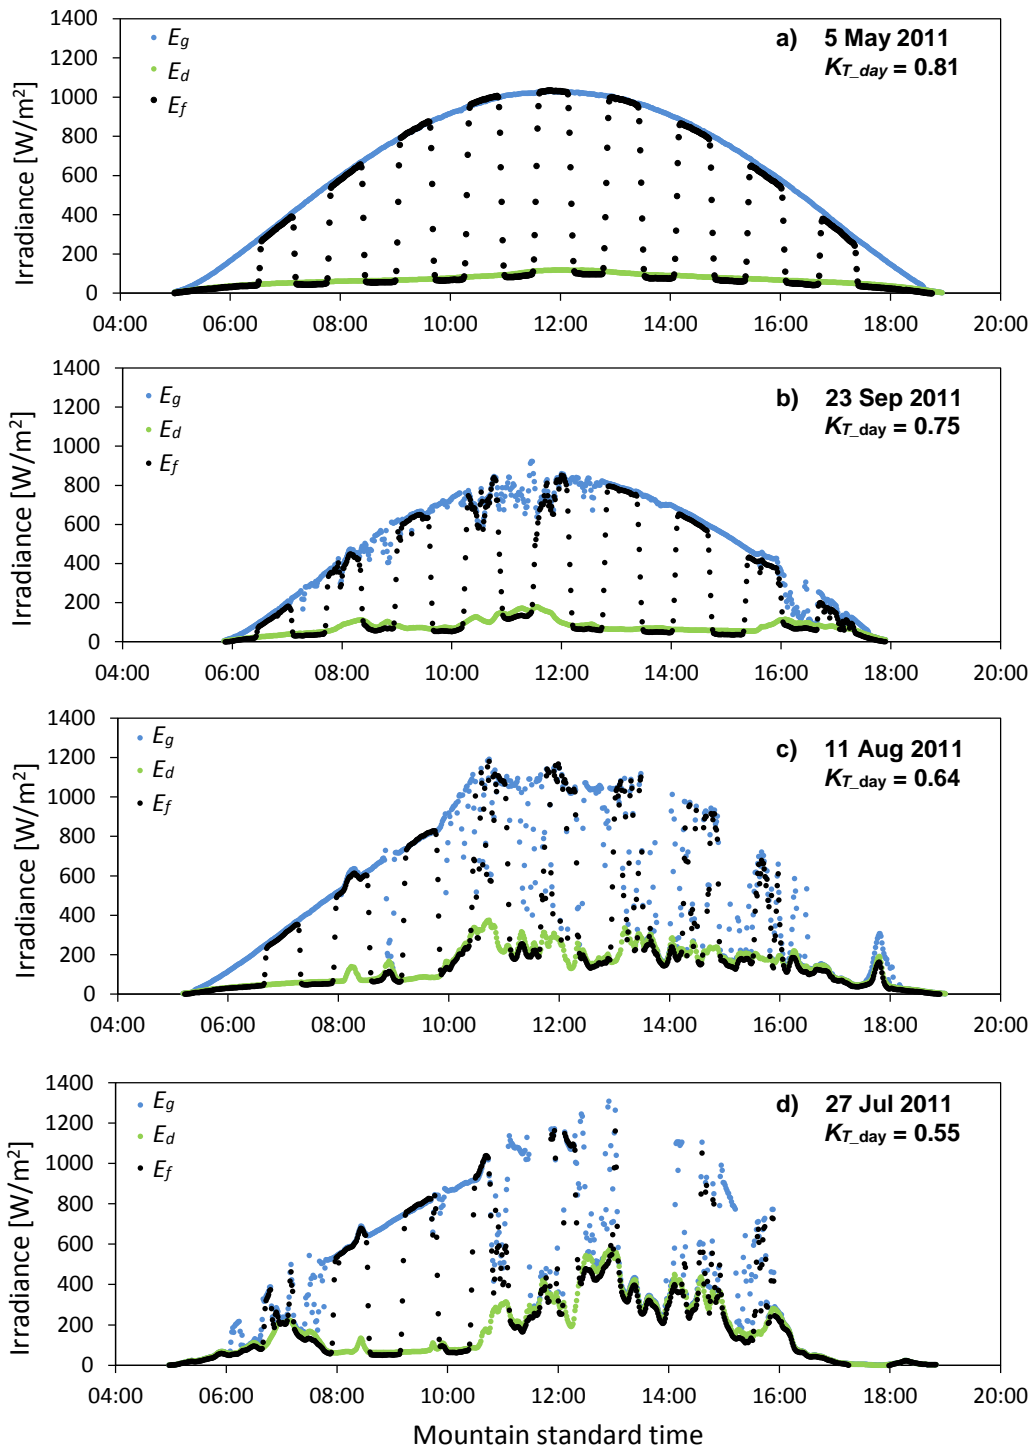 1400
1200
1000
800
600
400
200
0
Irradiance [W/m²]
Eg
Ed
Ef
a) 5 May 2011
KT_day = 0.81
04:00 06:00 08:00 10:00 12:00 14:00 16:00 18:00 20:00
1400
1200
1000
800
600
400
200
0
Irradiance [W/m²]
Eg
Ed
Ef
b) 23 Sep 2011
KT_day = 0.75
04:00 06:00 08:00 10:00 12:00 14:00 16:00 18:00 20:00
1400
1200
1000
800
600
400
200
0
Irradiance [W/m²]
Eg
Ed
Ef
c) 11 Aug 2011
KT_day = 0.64
04:00 06:00 08:00 10:00 12:00 14:00 16:00 18:00 20:00
1400
1200
1000
800
600
400
200
0
Irradiance [W/m²]
Eg
Ed
Ef
d) 27 Jul 2011
KT_day = 0.55
04:00 06:00 08:00 10:00 12:00 14:00 16:00 18:00 20:00
Mountain standard time